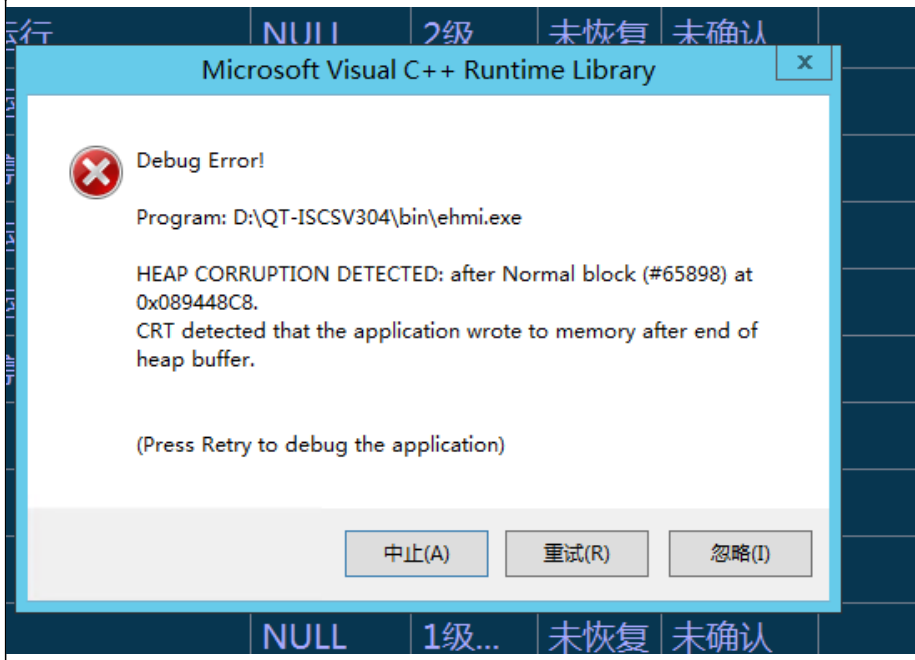 行 NULL 2级 未恢复 未确认
Microsoft Visual C++ Runtime Library
x
Debug Error!
Program: D:\QT-ISCSV304\bin\ehmi.exe
HEAP CORRUPTION DETECTED: after Normal block (#65898) at
0x089448C8.
CRT detected that the application wrote to memory after end of
heap buffer.
(Press Retry to debug the application)
中止(A) 重试(R) 忽略(I)
NULL 1级... 未恢复 未确认